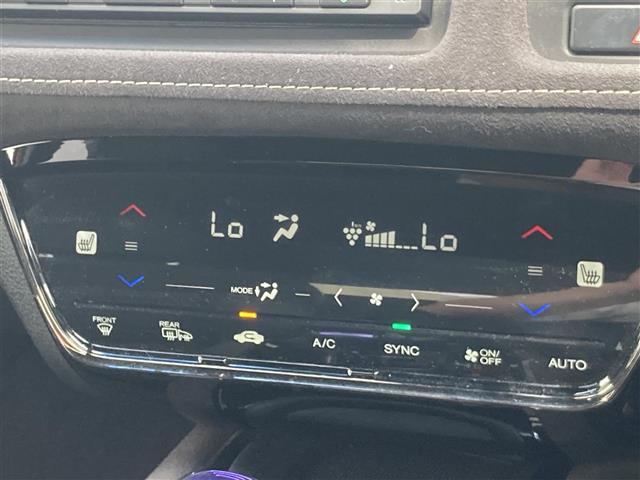 Lo Lo
MODE
FRONT
REAR
A/C
SYNC
ON/
OFF
AUTO